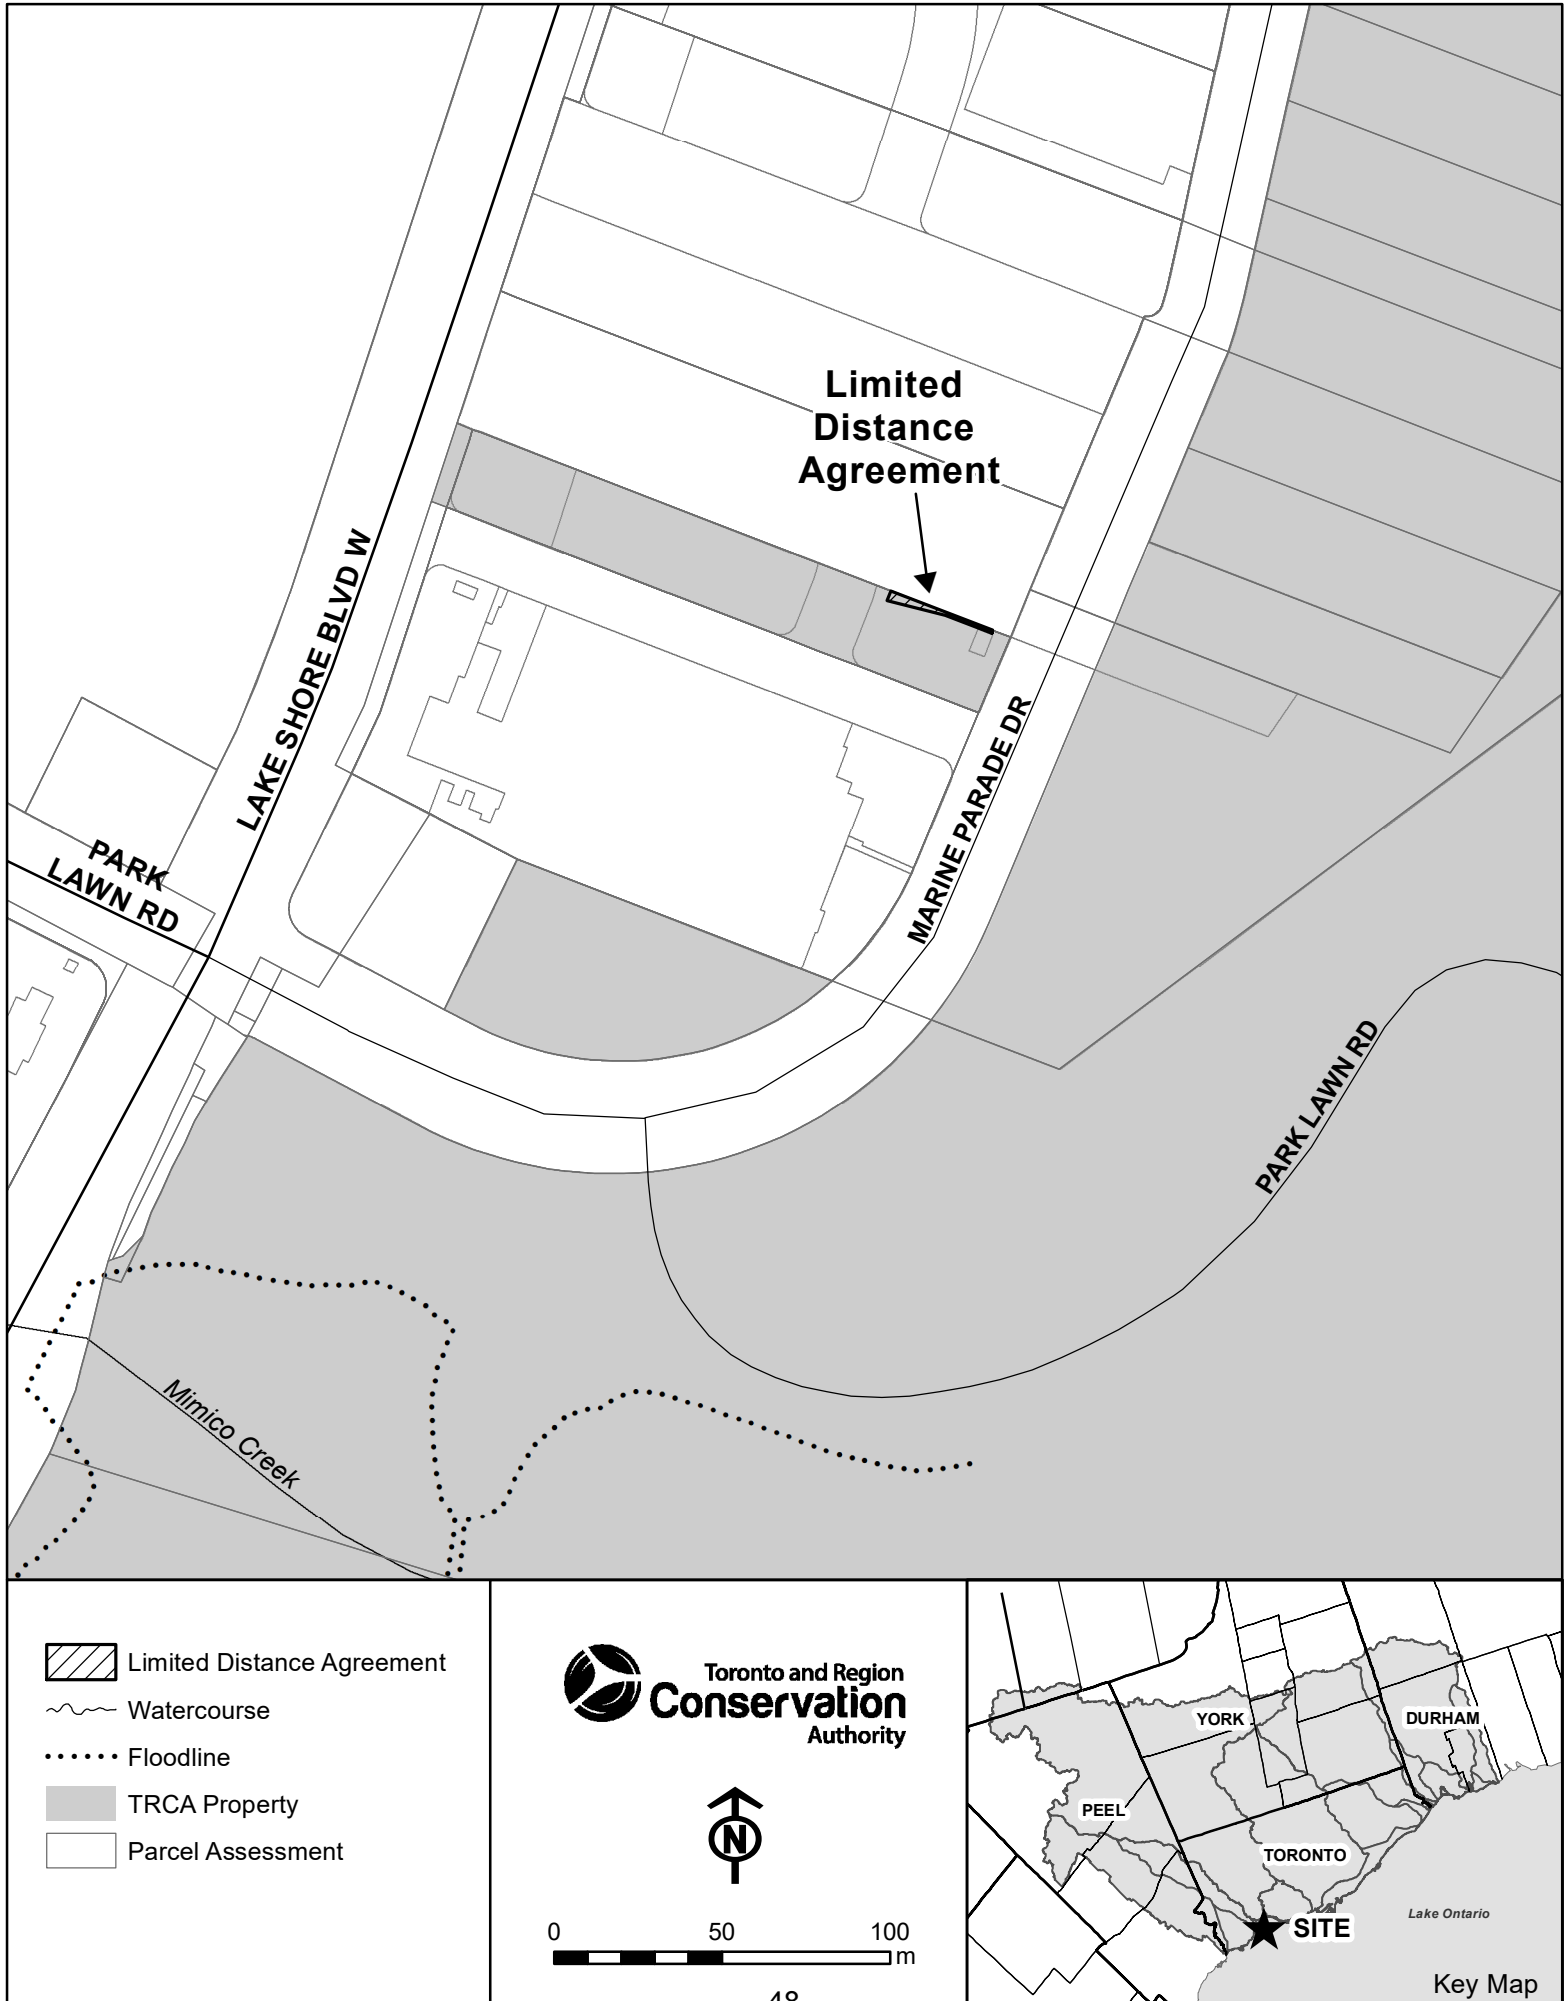 Limited
Distance
Agreement
LAKE SHORE BLVD W
MARINE PARADE DR
PARK
LAWN RD
PARK LAWN RD
Mimico Creek
Limited Distance Agreement
Watercourse
Floodline
TRCA Property
Parcel Assessment
Toronto and Region
Conservation
Authority
N
0 50 100
m
48
YORK
DURHAM
PEEL
TORONTO
Lake Ontario
SITE
Key Map